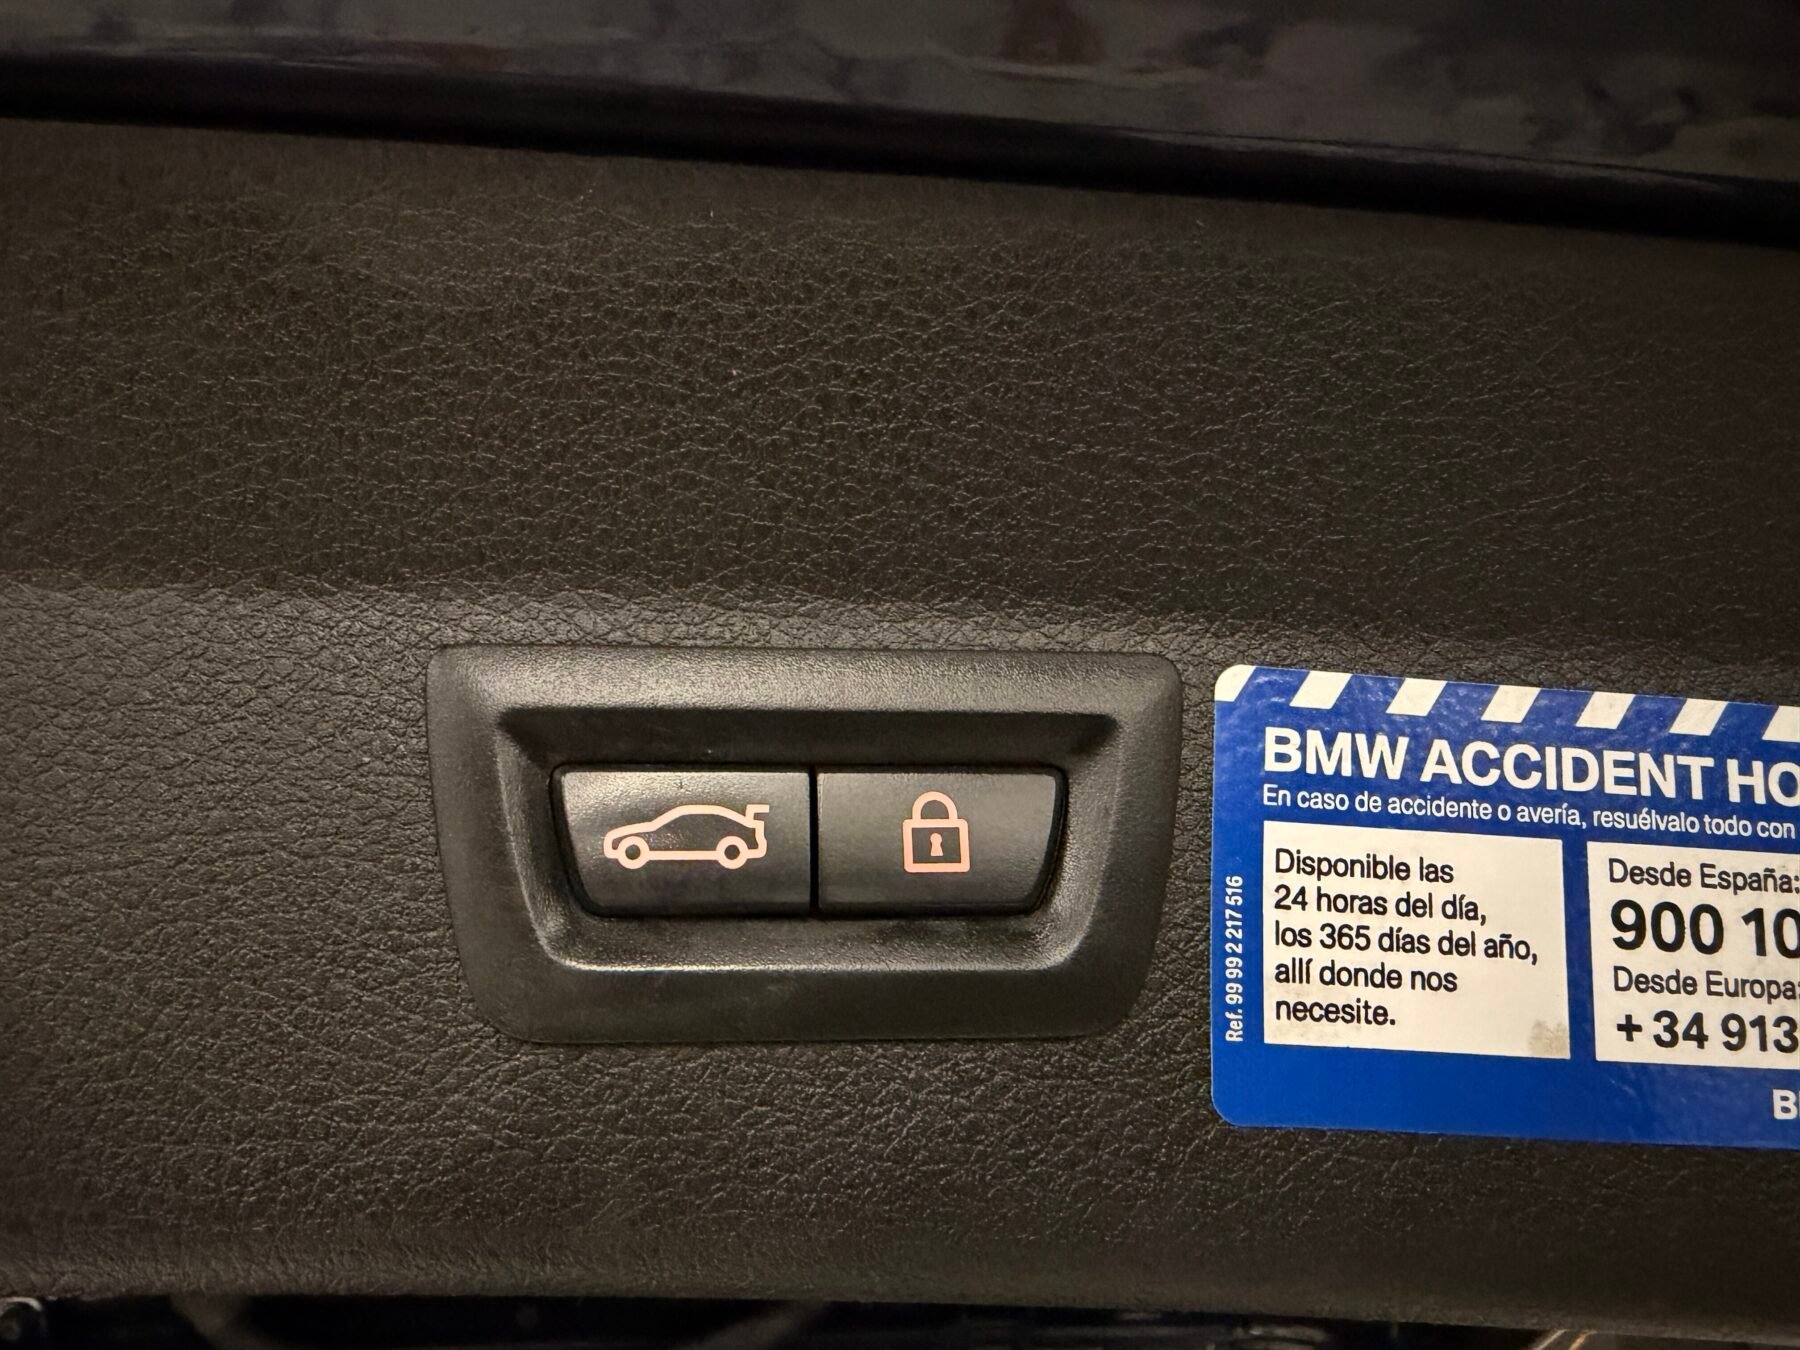 BMW ACCIDENT HO
En caso de accidente o avería, resuélvalo todo con
Disponible las
24 horas del día,
los 365 días del año,
allí donde nos
necesite.
Desde España:
900 10
Desde Europa:
+34 913
Ref. 99 99 2 217 516